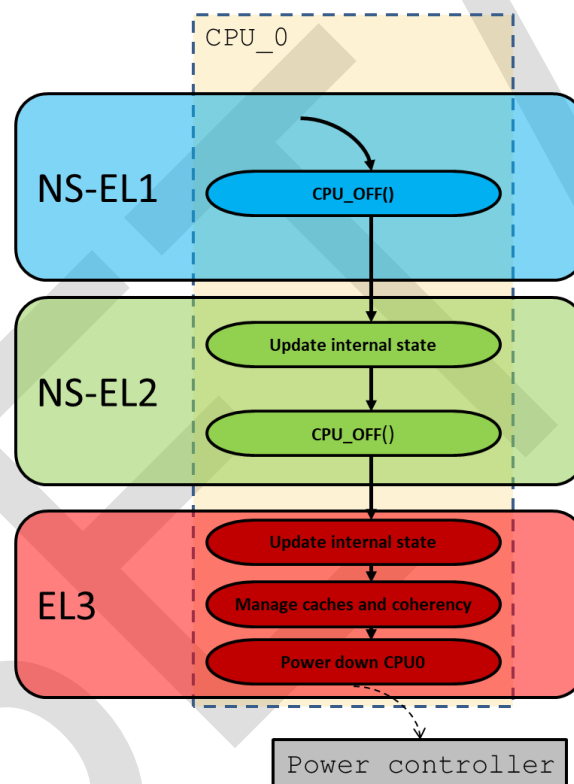 CPU_0
NS-EL1
CPU_OFF()
Update internal state
NS-EL2
CPU_OFF()
Update internal state
EL3
Manage caches and coherency
Power down CPU0
Power controller